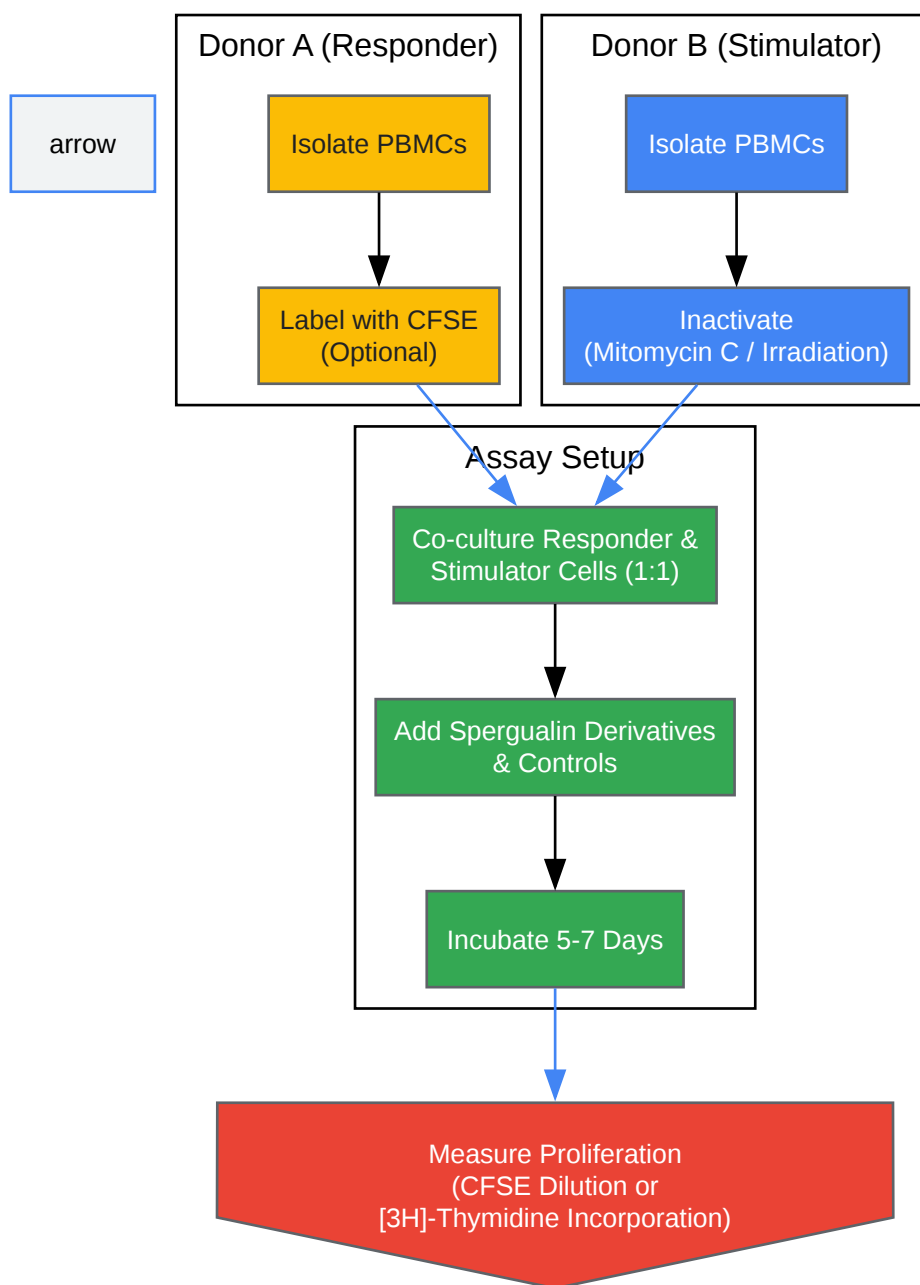 Donor A (Responder)
Donor B (Stimulator)
arrow
Isolate PBMCs
Isolate PBMCs
Label with CFSE
(Optional)
Inactivate
(Mitomycin C / Irradiation)
Assay Setup
Co-culture Responder &
Stimulator Cells (1:1)
Add Spergualin Derivatives
& Controls
Incubate 5-7 Days
Measure Proliferation
(CFSE Dilution or
[3H]-Thymidine Incorporation)